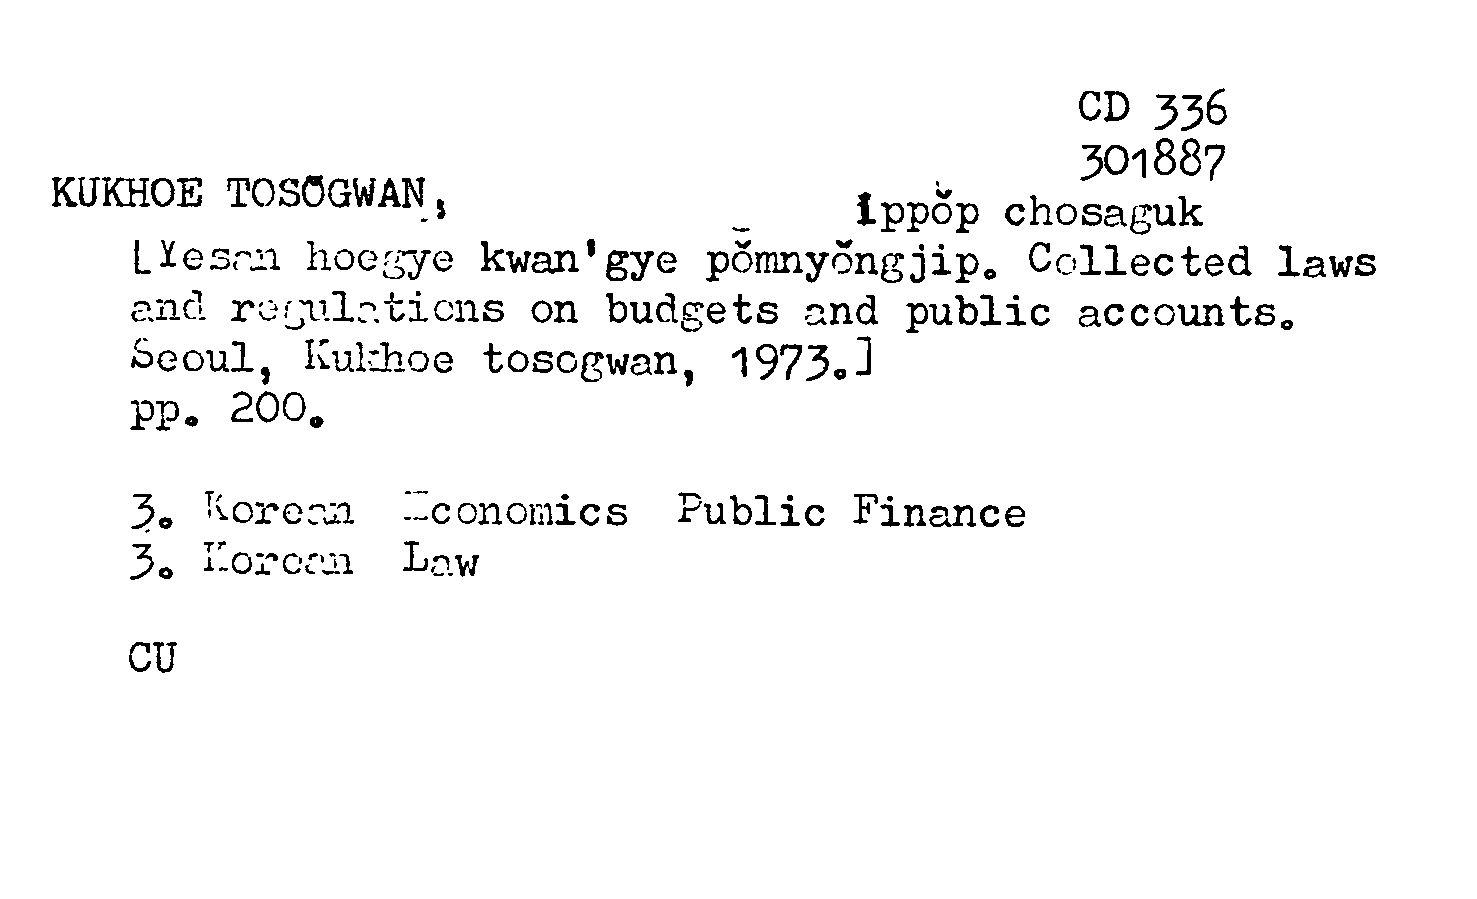 CD 336
301887
KUKHOE TOSŎGWAN, Ippŏp chosaguk
[Yesan hoegye kwan'gye pŏmnyŏngjip. Collected laws
and regulations on budgets and public accounts.
Seoul, Kukhoe tosogwan, 1973.]
pp. 200.
3. Korean Economics Public Finance
3. Korean Law
CU